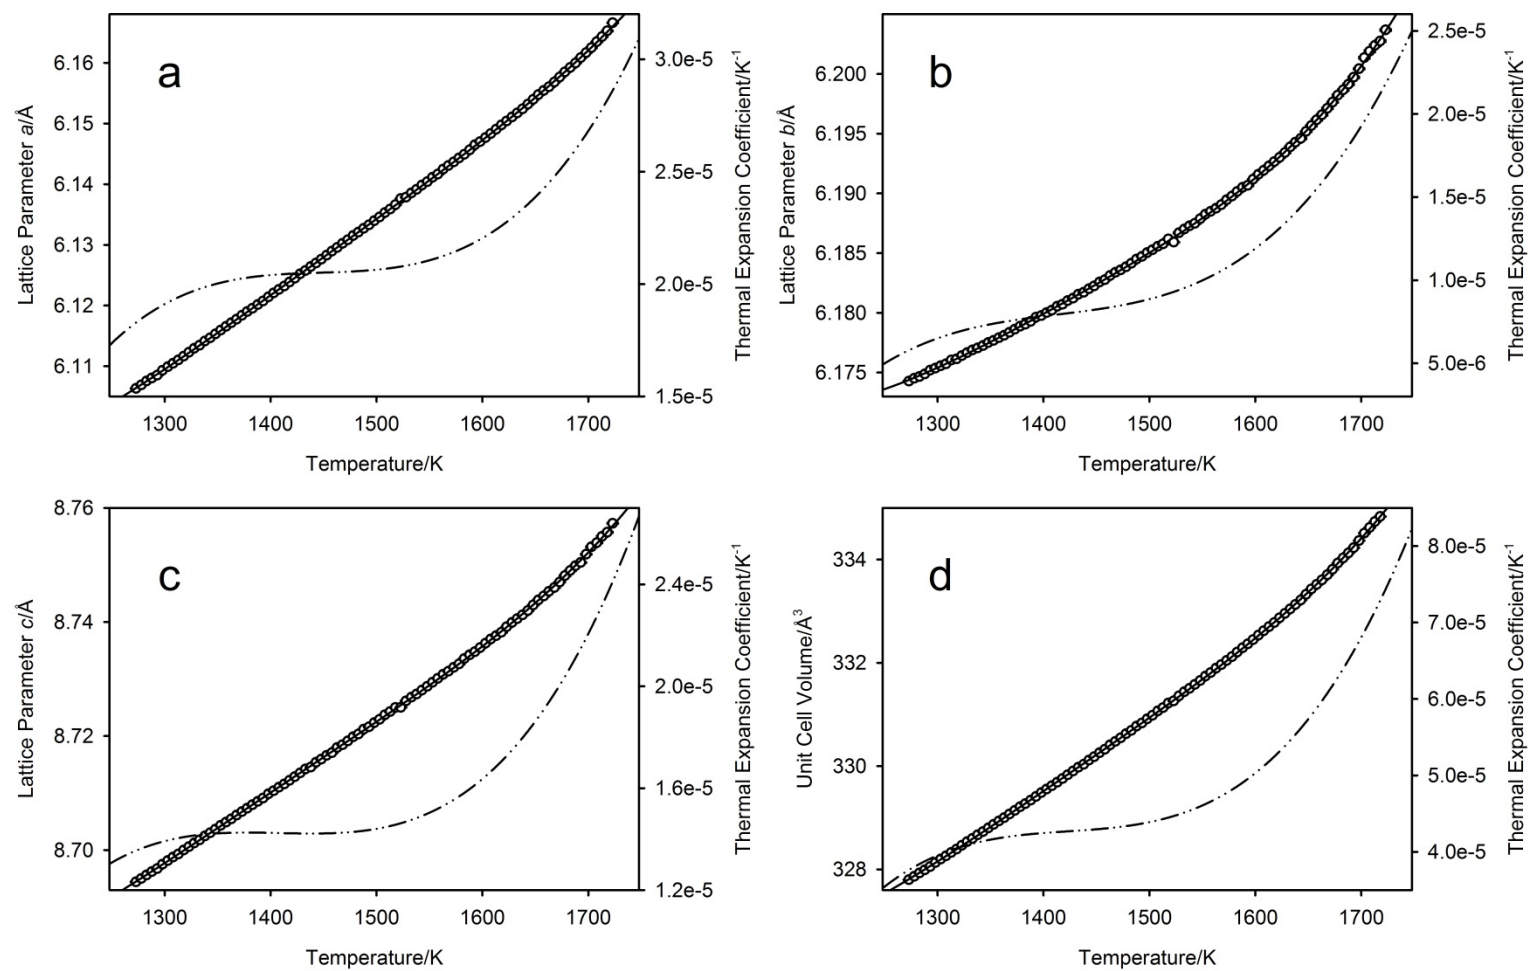 a
Lattice Parameter a/Å
6.16
6.15
6.14
6.13
6.12
6.11
3.0e-5
2.5e-5
2.0e-5
1.5e-5
Thermal Expansion Coefficient/K⁻¹
1300 1400 1500 1600 1700
Temperature/K
b
Lattice Parameter b/Å
6.200
6.195
6.190
6.185
6.180
6.175
2.5e-5
2.0e-5
1.5e-5
1.0e-5
5.0e-6
Thermal Expansion Coefficient/K⁻¹
1300 1400 1500 1600 1700
Temperature/K
c
Lattice Parameter c/Å
8.76
8.74
8.72
8.70
2.4e-5
2.0e-5
1.6e-5
1.2e-5
Thermal Expansion Coefficient/K⁻¹
1300 1400 1500 1600 1700
Temperature/K
d
Unit Cell Volume/Å³
334
332
330
328
8.0e-5
7.0e-5
6.0e-5
5.0e-5
4.0e-5
Thermal Expansion Coefficient/K⁻¹
1300 1400 1500 1600 1700
Temperature/K